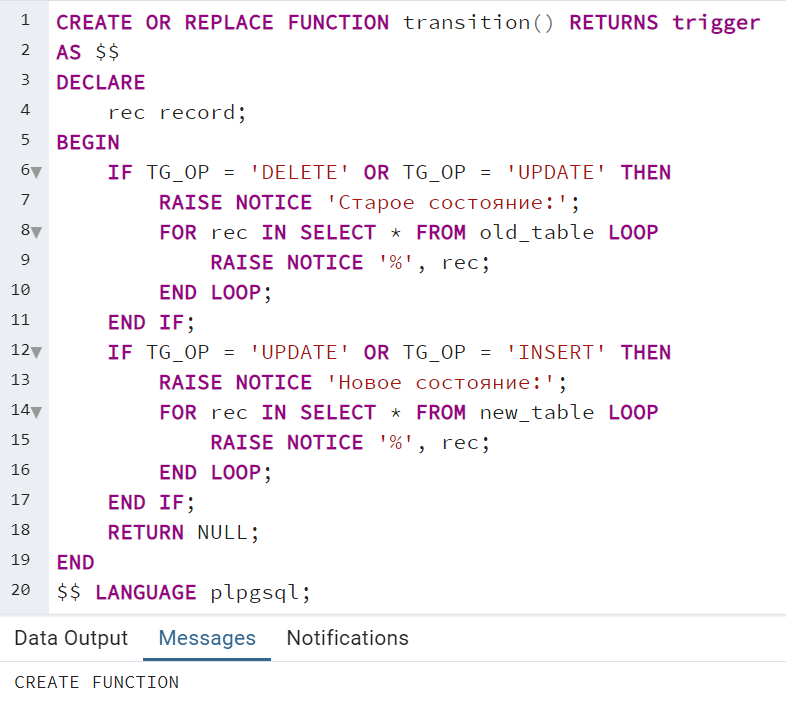 1 CREATE OR REPLACE FUNCTION transition() RETURNS trigger
2 AS $$
3 DECLARE
4     rec record;
5 BEGIN
6     IF TG_OP = 'DELETE' OR TG_OP = 'UPDATE' THEN
7         RAISE NOTICE 'Старое состояние:';
8         FOR rec IN SELECT * FROM old_table LOOP
9             RAISE NOTICE '%', rec;
10         END LOOP;
11     END IF;
12     IF TG_OP = 'UPDATE' OR TG_OP = 'INSERT' THEN
13         RAISE NOTICE 'Новое состояние:';
14         FOR rec IN SELECT * FROM new_table LOOP
15             RAISE NOTICE '%', rec;
16         END LOOP;
17     END IF;
18     RETURN NULL;
19 END
20 $$ LANGUAGE plpgsql;
Data Output Messages Notifications
CREATE FUNCTION